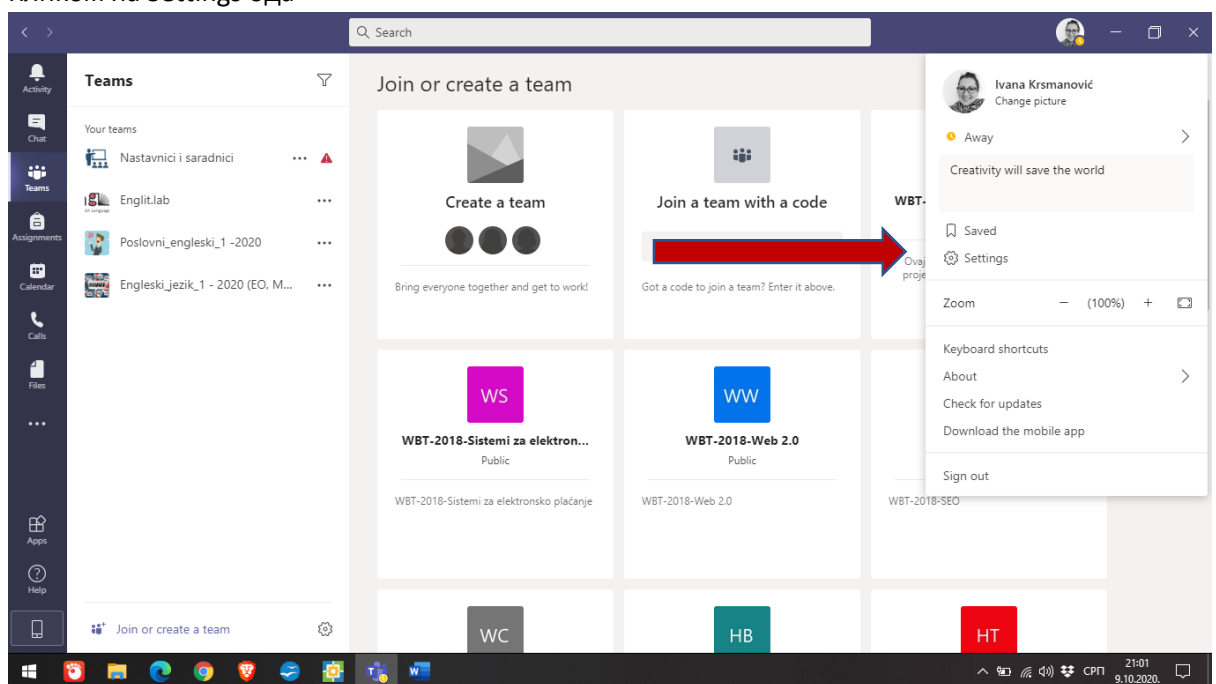 Search
Activity
Chat
Teams
Assignments
Calendar
Calls
Files
Apps
Help
Teams
Your teams
Nastavnici i saradnici
Englit.lab
Poslovni_engleski_1 -2020
Engleski_jezik_1 - 2020 (EO, M...
Join or create a team
Join or create a team
Create a team
Bring everyone together and get to work!
Join a team with a code
Got a code to join a team? Enter it above.
WBT-
Ovaj
proje
WS
WBT-2018-Sistemi za elektron...
Public
WBT-2018-Sistemi za elektronsko plaćanje
WW
WBT-2018-Web 2.0
Public
WBT-2018-Web 2.0
WBT-2018-SEO
WC
HB
HT
Ivana Krsmanović
Change picture
Away
Creativity will save the world
Saved
Settings
Zoom
− (100%) +
Keyboard shortcuts
About
Check for updates
Download the mobile app
Sign out
СРП
21:01
9.10.2020.